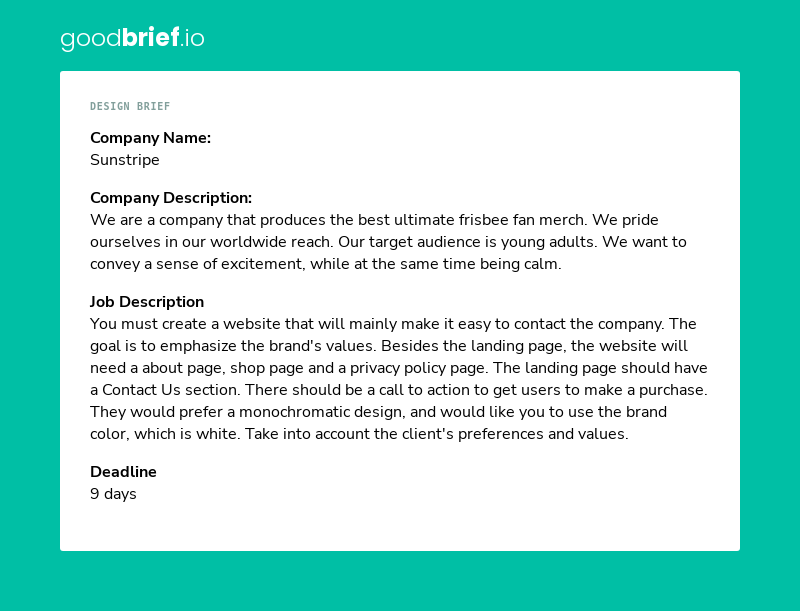 goodbrief.io
DESIGN BRIEF
Company Name:
Sunstripe
Company Description:
We are a company that produces the best ultimate frisbee fan merch. We pride
ourselves in our worldwide reach. Our target audience is young adults. We want to
convey a sense of excitement, while at the same time being calm.
Job Description
You must create a website that will mainly make it easy to contact the company. The
goal is to emphasize the brand's values. Besides the landing page, the website will
need a about page, shop page and a privacy policy page. The landing page should have
a Contact Us section. There should be a call to action to get users to make a purchase.
They would prefer a monochromatic design, and would like you to use the brand
color, which is white. Take into account the client's preferences and values.
Deadline
9 days